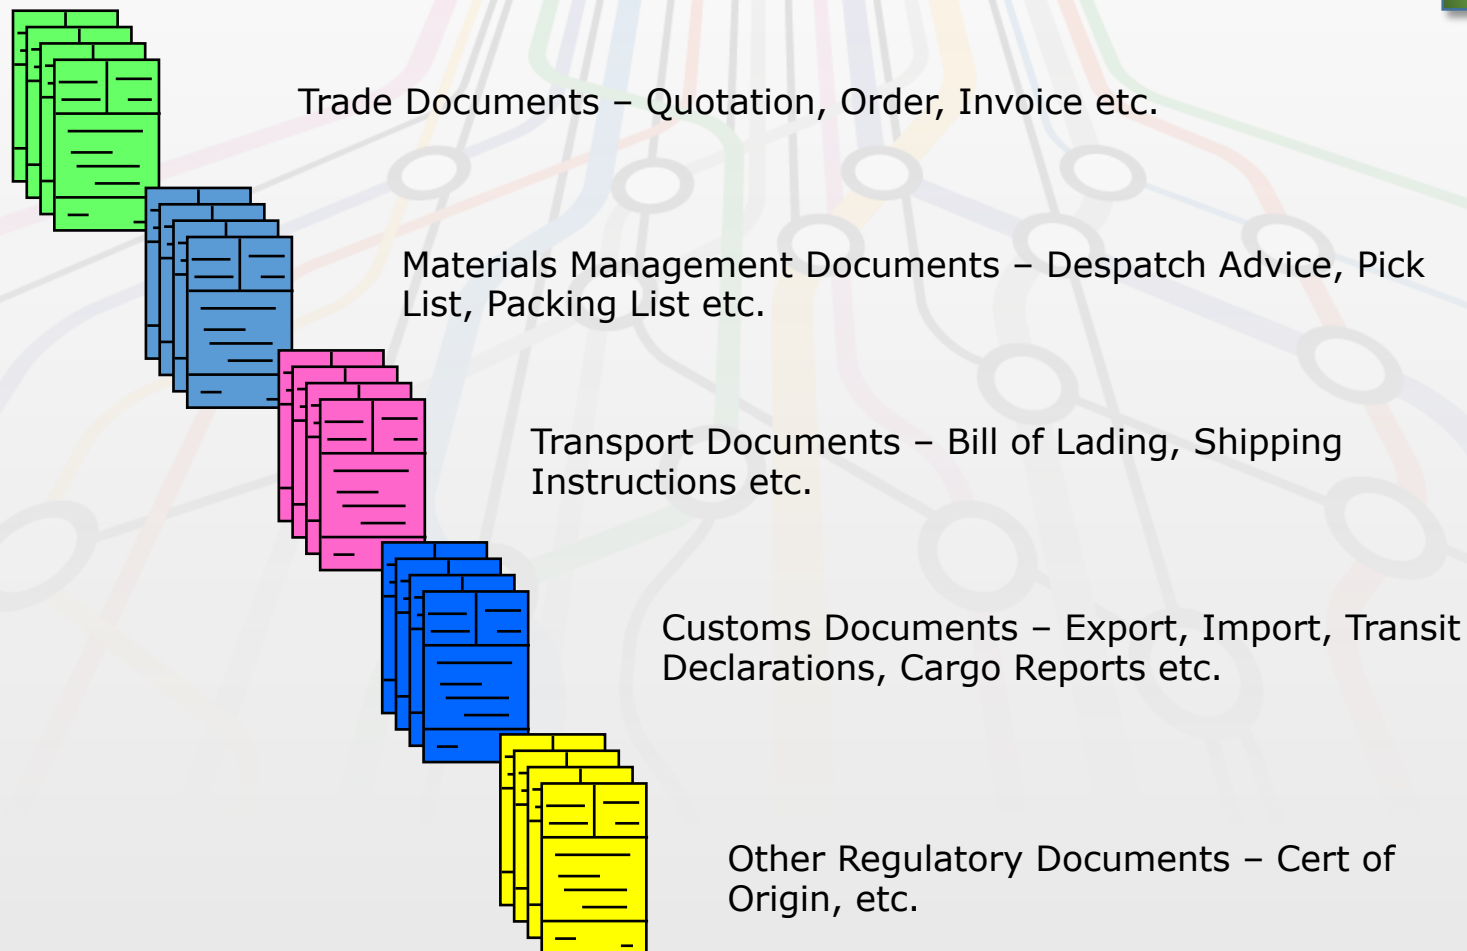 Trade Documents – Quotation, Order, Invoice etc.
Materials Management Documents – Despatch Advice, Pick
List, Packing List etc.
Transport Documents – Bill of Lading, Shipping
Instructions etc.
Customs Documents – Export, Import, Transit
Declarations, Cargo Reports etc.
Other Regulatory Documents – Cert of
Origin, etc.